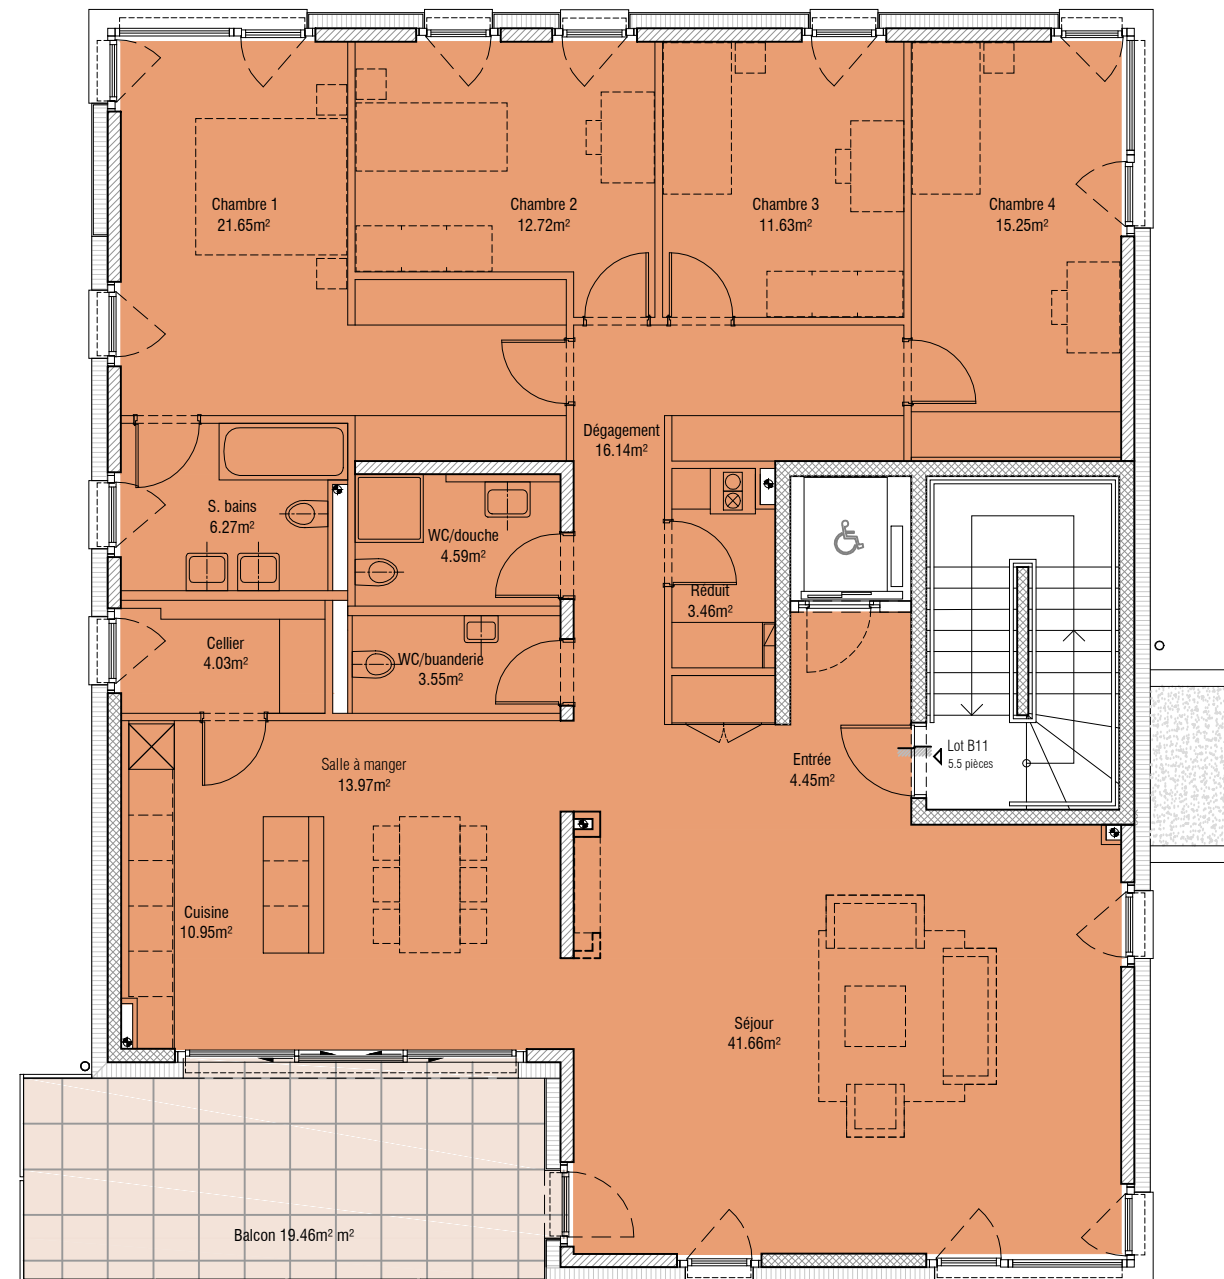 Chambre 1
21.65m²
Chambre 2
12.72m²
Chambre 3
11.63m²
Chambre 4
15.25m²
Dégagement
16.14m²
S. bains
6.27m²
WC/douche
4.59m²
Réduit
3.46m²
Cellier
4.03m²
WC/buanderie
3.55m²
Salle à manger
13.97m²
Entrée
4.45m²
Lot B11
5.5 pièces
Cuisine
10.95m²
Séjour
41.66m²
Balcon 19.46m² m²